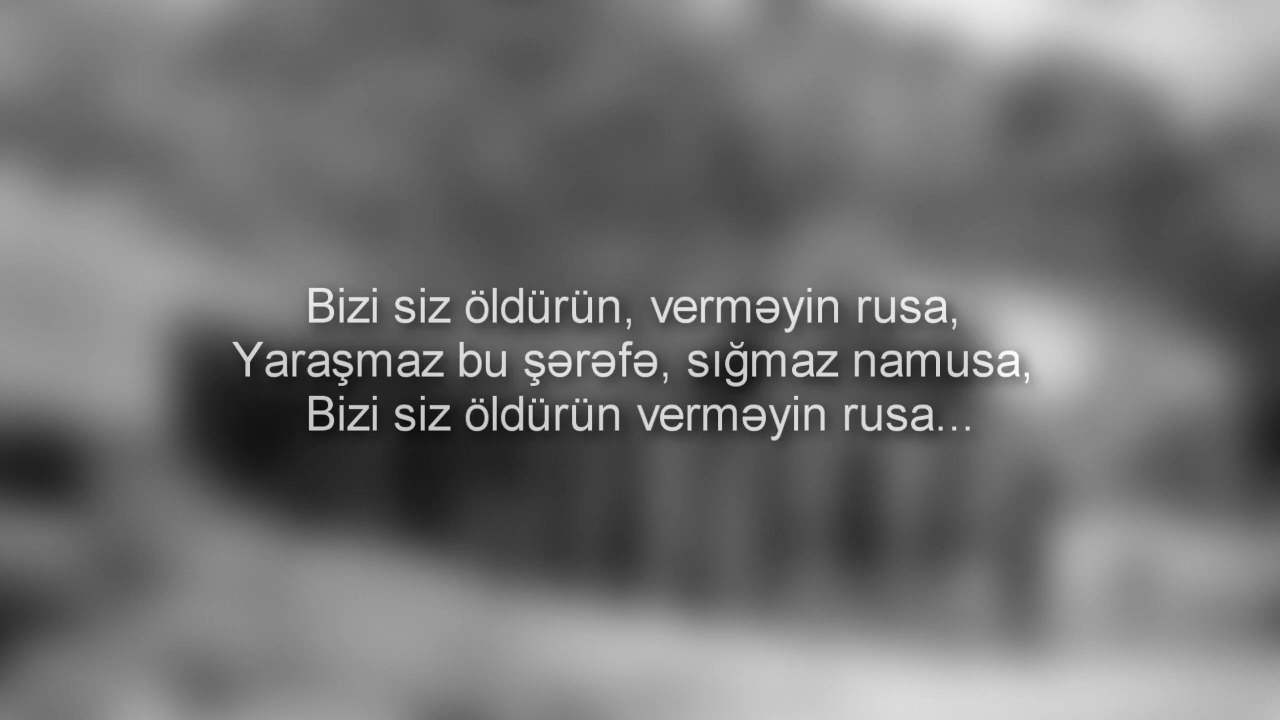 Bizi siz öldürün, verməyin rusa,
Yaraşmaz bu şərəfə, sığmaz namusa,
Bizi siz öldürün verməyin rusa...